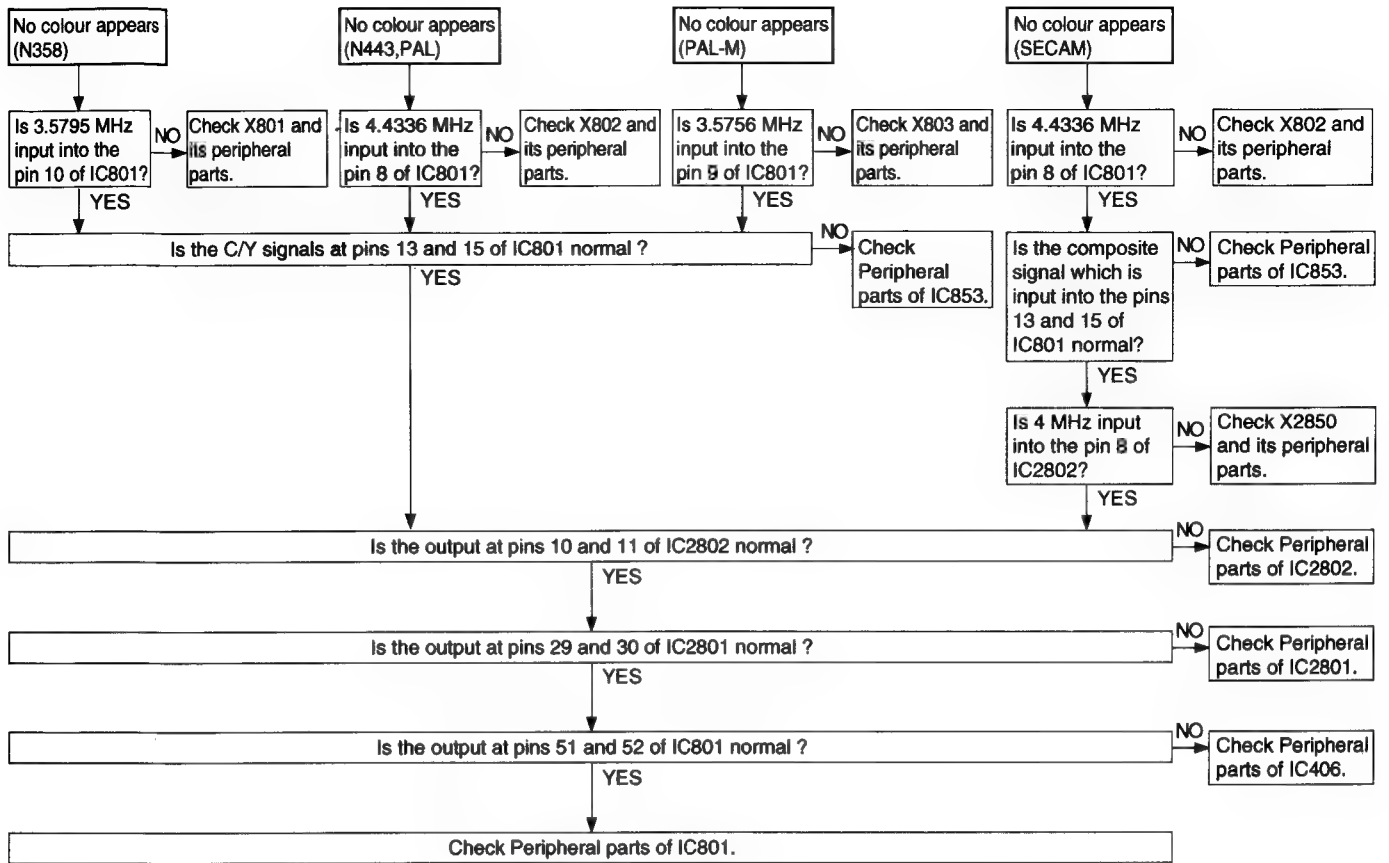 No colour appears
(N358)
No colour appears
(N443,PAL)
No colour appears
(PAL-M)
No colour appears
(SECAM)
Is 3.5795 MHz
input into the
pin 10 of IC801?
NO
Check X801 and
its peripheral
parts.
YES
Is 4.4336 MHz
input into the
pin 8 of IC801?
NO
Check X802 and
its peripheral
parts.
YES
Is 3.5756 MHz
input into the
pin 9 of IC801?
NO
Check X803 and
its peripheral
parts.
YES
Is 4.4336 MHz
input into the
pin 8 of IC801?
NO
Check X802 and
its peripheral
parts.
YES
Is the C/Y signals at pins 13 and 15 of IC801 normal ?
NO
Check
Peripheral
parts of IC853.
YES
Is the composite
signal which is
input into the pins
13 and 15 of
IC801 normal?
NO
Check Peripheral
parts of IC853.
YES
Is 4 MHz input
into the pin 8 of
IC2802?
NO
Check X2850
and its peripheral
parts.
YES
Is the output at pins 10 and 11 of IC2802 normal ?
NO
Check Peripheral
parts of IC2802.
YES
Is the output at pins 29 and 30 of IC2801 normal ?
NO
Check Peripheral
parts of IC2801.
YES
Is the output at pins 51 and 52 of IC801 normal ?
NO
Check Peripheral
parts of IC406.
YES
Check Peripheral parts of IC801.